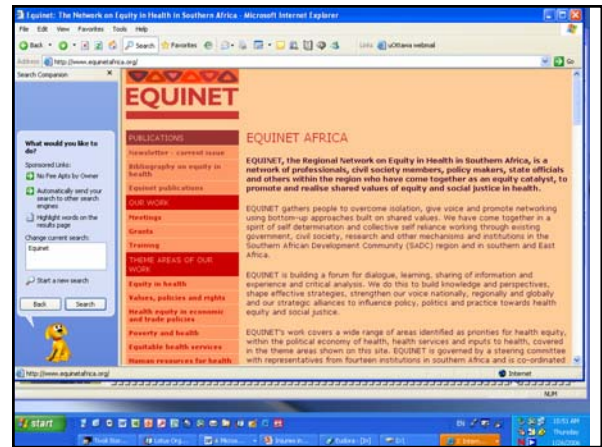 Equinet: The Network on Equity in Health in Southern Africa - Microsoft Internet Explorer
File Edit View Favorites Tools Help
Back Search Favorites Links uOttawa webmail
Address http://www.equinetafrica.org/ Go
Search Companion
What would you like to do?
Sponsored Links:
No Fee Apts by Owner
Automatically send your
search to other search
engines
Highlight words on the
results page
Change current search:
Equinet
Start a new search
Back Search
EQUINET
PUBLICATIONS
Newsletter - current issue
Bibliography on equity in
health
Equinet publications
OUR WORK
Meetings
Grants
Training
THEME AREAS OF OUR
WORK
Equity in health
Values, policies and rights
Health equity in economic
and trade policies
Poverty and health
Equitable health services
Human resources for health
EQUINET AFRICA
EQUINET, the Regional Network on Equity in Health in Southern Africa, is a
network of professionals, civil society members, policy makers, state officials
and others within the region who have come together as an equity catalyst, to
promote and realise shared values of equity and social justice in health.
EQUINET gathers people to overcome isolation, give voice and promote networking
using bottom-up approaches built on shared values. We have come together in a
spirit of self determination and collective self reliance working through existing
government, civil society, research and other mechanisms and institutions in the
Southern African Development Community (SADC) region and in southern and East
Africa.
EQUINET is building a forum for dialogue, learning, sharing of information and
experience and critical analysis. We do this to build knowledge and perspectives,
shape effective strategies, strengthen our voice nationally, regionally and globally
and our strategic alliances to influence policy, politics and practice towards health
equity and social justice.
EQUINET's work covers a wide range of areas identified as priorities for health equity,
within the political economy of health, health services and inputs to health, covered
in the theme areas shown on this site. EQUINET is governed by a steering committee
with representatives from fourteen institutions in southern Africa and is co-ordinated
http://www.equinetafrica.org/ Internet
NUM
start EN 10:51 AM
Thursday
1/26/2006